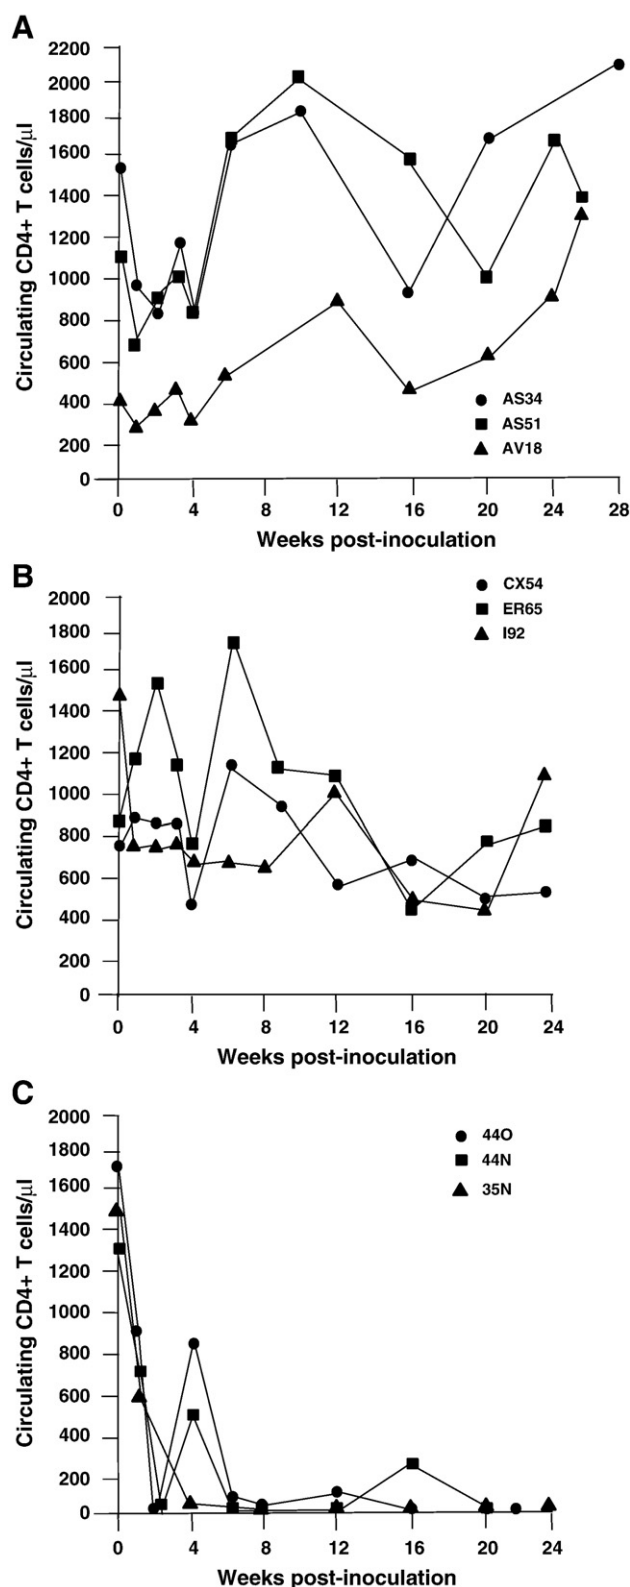 A
Circulating CD4+ T cells/µl
2200
2000
1800
1600
1400
1200
1000
800
600
400
200
0
AS34
AS51
AV18
0 4 8 12 16 20 24 28
Weeks post-inoculation
B
Circulating CD4+ T cells/µl
CX54
ER65
I92
2000
1800
1600
1400
1200
1000
800
600
400
200
0
0 4 8 12 16 20 24
Weeks post-inoculation
C
Circulating CD4+ T cells/µl
2000
1800
1600
1400
1200
1000
800
600
400
200
0
44O
44N
35N
0 4 8 12 16 20 24
Weeks post-inoculation